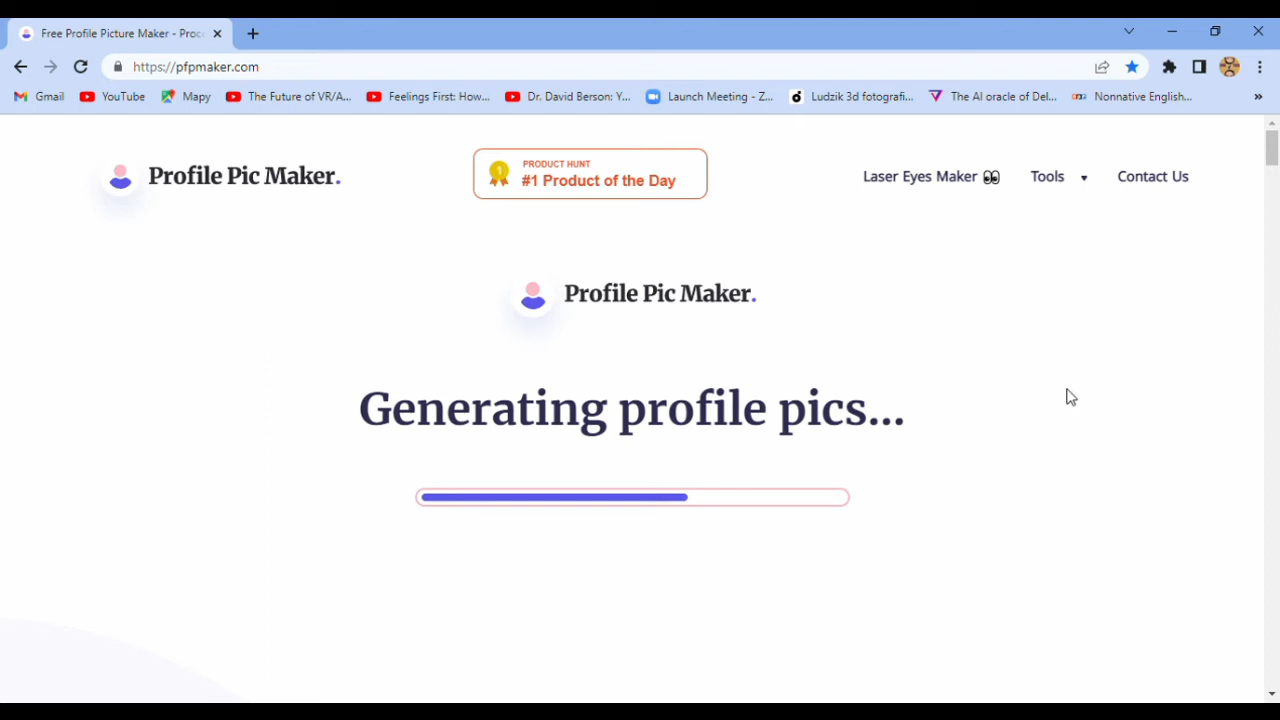 Free Profile Picture Maker - Proc
https://pfpmaker.com
Gmail
YouTube
Mapy
The Future of VR/A...
Feelings First: How...
Dr. David Berson: Y...
Launch Meeting - Z...
Ludzik 3d fotografi...
The AI oracle of Del...
Nonnative English...
»
Profile Pic Maker.
1
PRODUCT HUNT
#1 Product of the Day
Laser Eyes Maker 👀
Tools
Contact Us
Profile Pic Maker.
Generating profile pics...